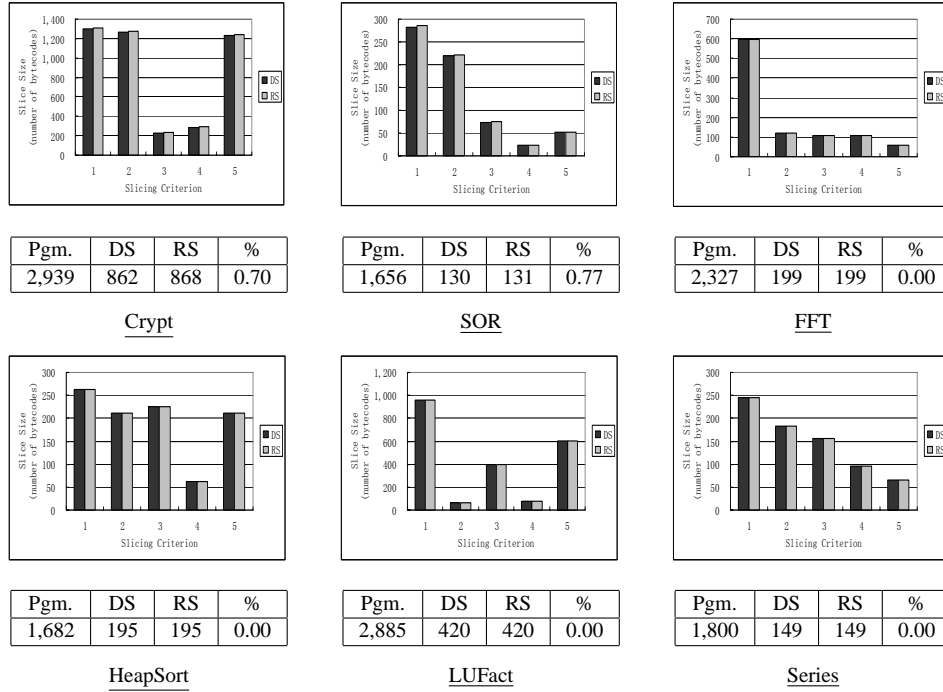 Slice Size
(number of bytecodes)
1,400
1,200
1,000
800
600
400
200
0
1 2 3 4 5
Slicing Criterion
DS
RS
Pgm. DS RS %
2,939 862 868 0.70
Crypt
Slice Size
(number of bytecodes)
300
250
200
150
100
50
0
1 2 3 4 5
Slicing Criterion
DS
RS
Pgm. DS RS %
1,656 130 131 0.77
SOR
Slice Size
(number of bytecodes)
700
600
500
400
300
200
100
0
1 2 3 4 5
Slicing Criterion
DS
RS
Pgm. DS RS %
2,327 199 199 0.00
FFT
Slice Size
(number of bytecodes)
300
250
200
150
100
50
0
1 2 3 4 5
Slicing Criterion
DS
RS
Pgm. DS RS %
1,682 195 195 0.00
HeapSort
Slice Size
(number of bytecodes)
1,200
1,000
800
600
400
200
0
1 2 3 4 5
Slicing Criterion
DS
RS
Pgm. DS RS %
2,885 420 420 0.00
LUFact
Slice Size
(number of bytecodes)
300
250
200
150
100
50
0
1 2 3 4 5
Slicing Criterion
DS
RS
Pgm. DS RS %
1,800 149 149 0.00
Series